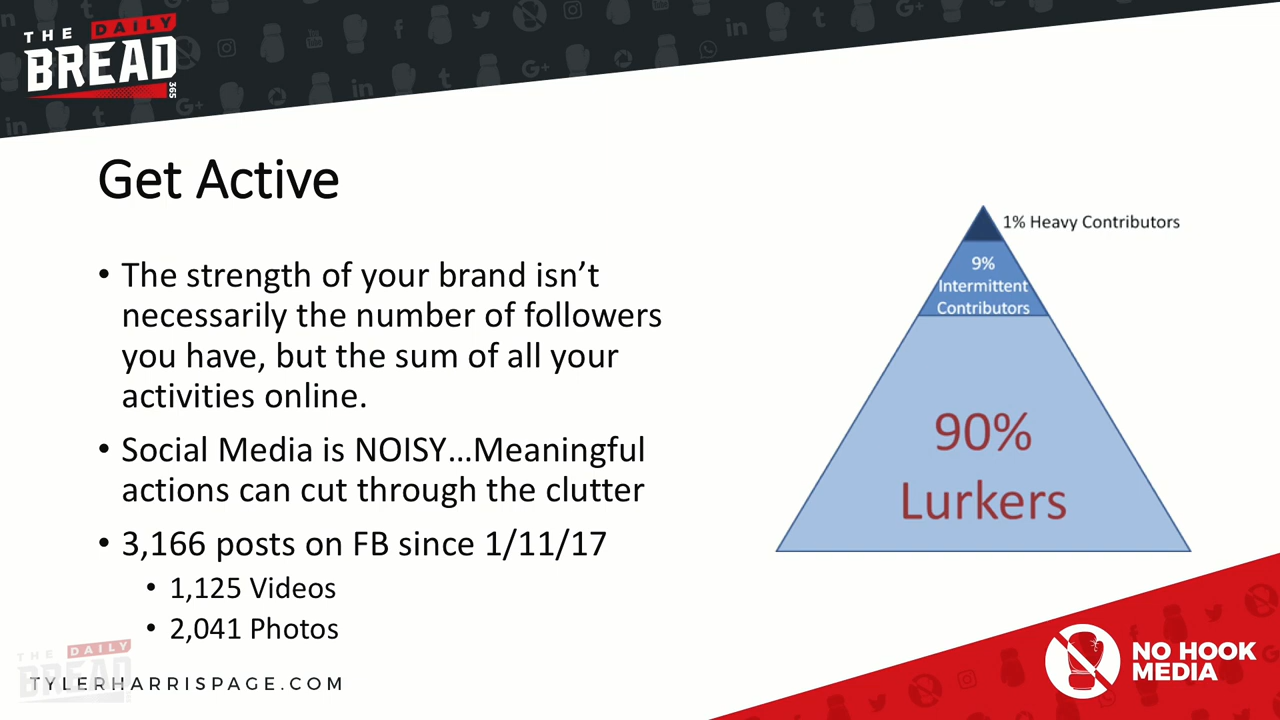 THE DAILY
BREAD
365
Get Active
• The strength of your brand isn’t
necessarily the number of followers
you have, but the sum of all your
activities online.
• Social Media is NOISY…Meaningful
actions can cut through the clutter
• 3,166 posts on FB since 1/11/17
• 1,125 Videos
• 2,041 Photos
1% Heavy Contributors
9%
Intermittent
Contributors
90%
Lurkers
THE DAILY
BREAD
TYLERHARRISPAGE.COM
NO HOOK
MEDIA